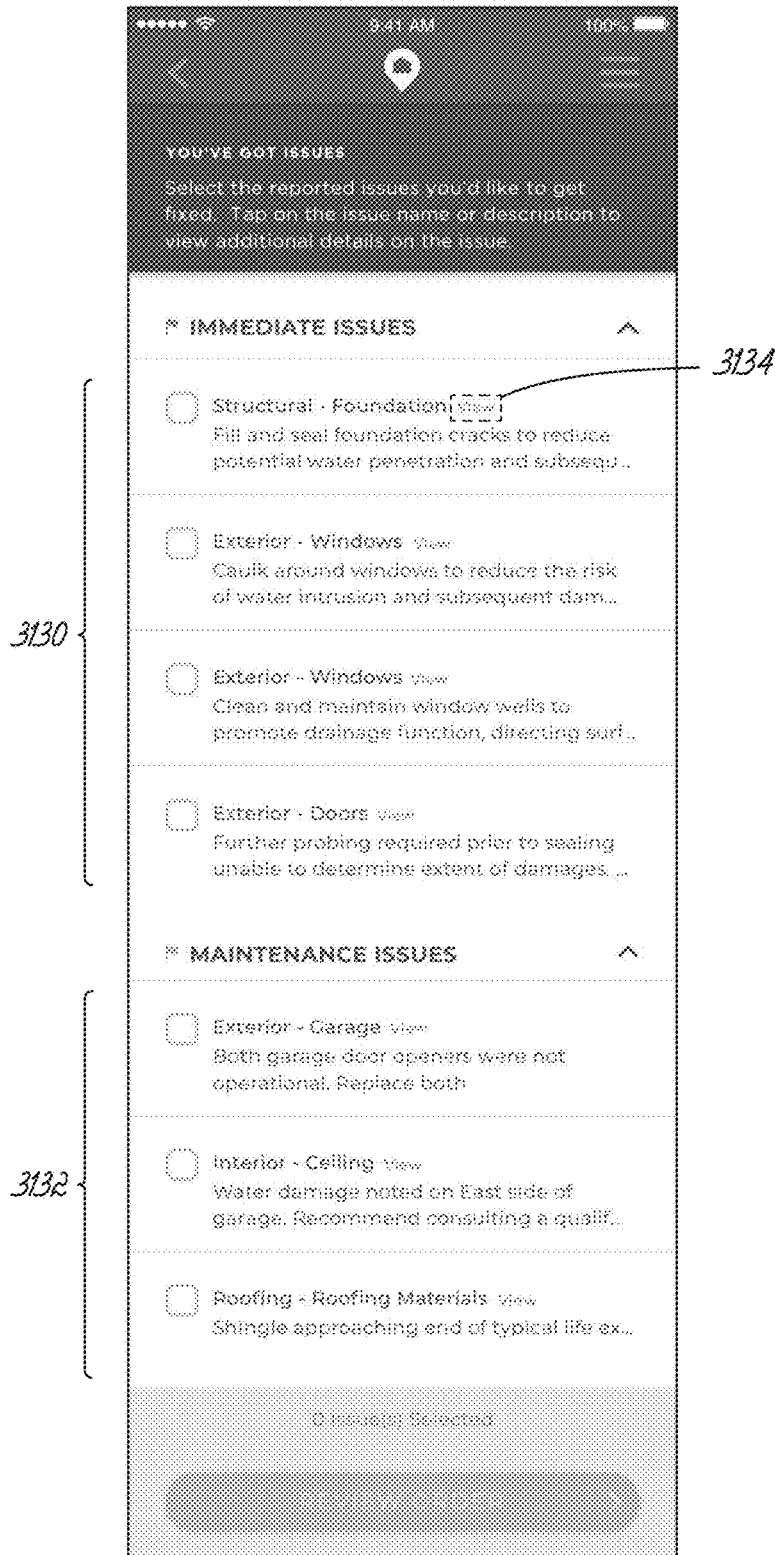 9:41 AM 100%
YOU'VE GOT ISSUES
Select the reported issues you'd like to get
fixed. Tap on the issue name or description to
view additional details on the issue.
IMMEDIATE ISSUES
3134
Structural - Foundation View
Fill and seal foundation cracks to reduce
potential water penetration and subsequ...
Exterior - Windows View
Caulk around windows to reduce the risk
of water intrusion and subsequent dam...
3130
Exterior - Windows View
Clean and maintain window wells to
promote drainage function, directing surf...
Exterior - Doors View
Further probing required prior to sealing
unable to determine extent of damages. ...
MAINTENANCE ISSUES
Exterior - Garage View
Both garage door openers were not
operational. Replace both
3132
Interior - Ceiling View
Water damage noted on East side of
garage. Recommend consulting a qualif...
Roofing - Roofing Materials View
Shingle approaching end of typical life ex...
0 Issue(s) Selected